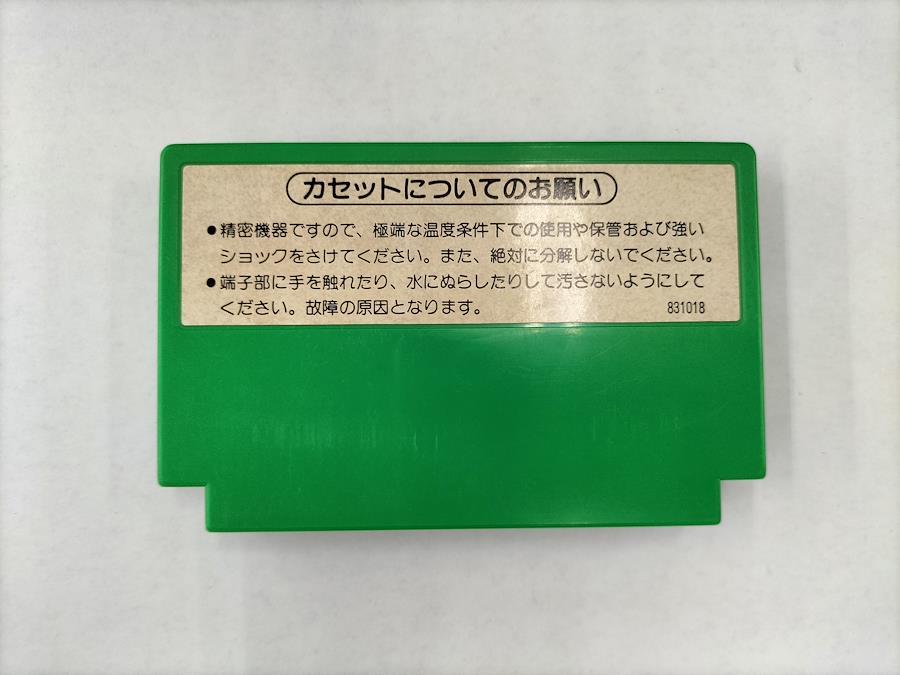 カセットについてのお願い
●精密機器ですので、極端な温度条件下での使用や保管および強い
ショックをさけてください。また、絶対に分解しないでください。
●端子部に手を触れたり、水にぬらしたりして汚さないようにして
ください。故障の原因となります。
831018